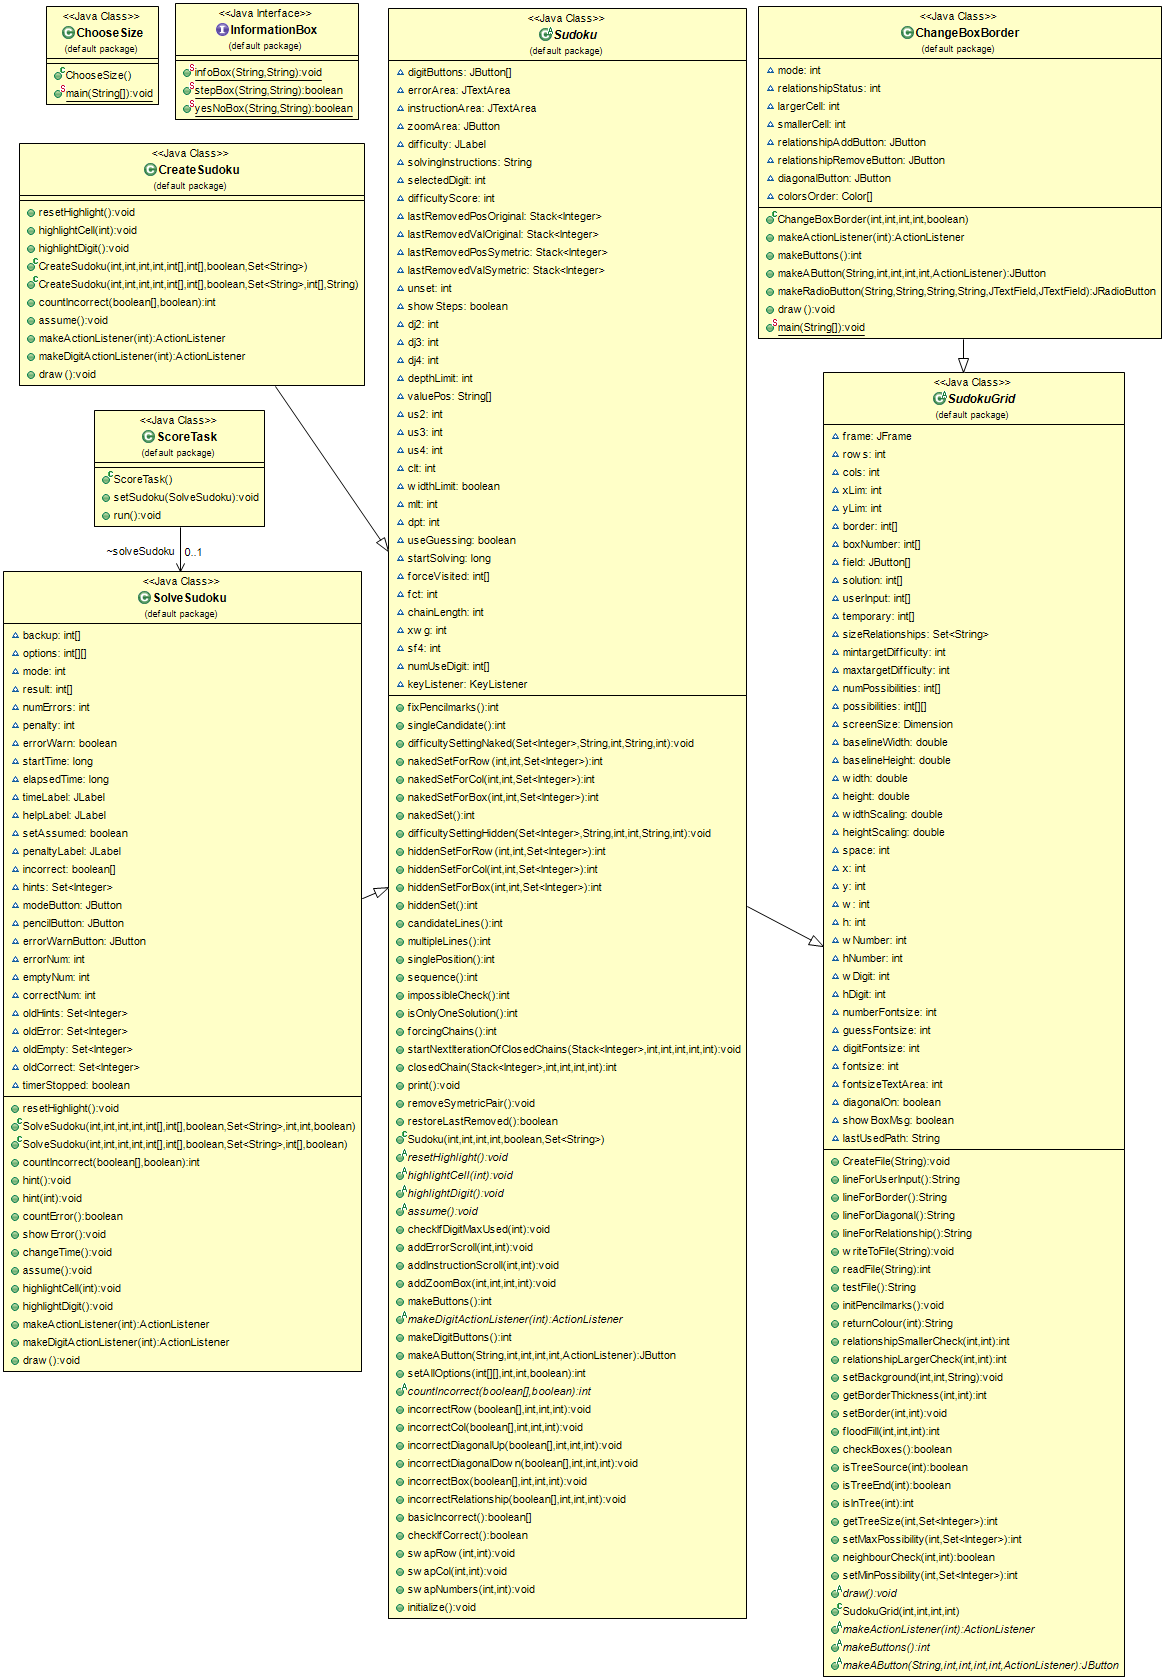 <<Java Class>>
ChooseSize
(default package)
ChooseSize()
main(String[]):void
<<Java Interface>>
InformationBox
(default package)
infoBox(String,String):void
stepBox(String,String):boolean
yesNoBox(String,String):boolean
<<Java Class>>
CreateSudoku
(default package)
resetHighlight():void
highlightCell(int):void
highlightDigit():void
CreateSudoku(int,int,int,int,int[],int[],boolean,Set<String>)
CreateSudoku(int,int,int,int,int[],int[],boolean,Set<String>,int[],String)
countIncorrect(boolean[],boolean):int
assume():void
makeActionListener(int):ActionListener
makeDigitActionListener(int):ActionListener
draw():void
<<Java Class>>
ScoreTask
(default package)
ScoreTask()
setSudoku(SolveSudoku):void
run():void
~solveSudoku
0..1
<<Java Class>>
SolveSudoku
(default package)
backup: int[]
options: int[][]
mode: int
result: int[]
numErrors: int
penalty: int
errorWarn: boolean
startTime: long
elapsedTime: long
timeLabel: JLabel
helpLabel: JLabel
setAssumed: boolean
penaltyLabel: JLabel
incorrect: boolean[]
hints: Set<Integer>
modeButton: JButton
pencilButton: JButton
errorWarnButton: JButton
errorNum: int
emptyNum: int
correctNum: int
oldHints: Set<Integer>
oldError: Set<Integer>
oldEmpty: Set<Integer>
oldCorrect: Set<Integer>
timerStopped: boolean
resetHighlight():void
SolveSudoku(int,int,int,int,int[],int[],boolean,Set<String>,int,int,boolean)
SolveSudoku(int,int,int,int,int[],int[],boolean,Set<String>,int[],boolean)
countIncorrect(boolean[],boolean):int
hint():void
hint(int):void
countError():boolean
showError():void
changeTime():void
assume():void
highlightCell(int):void
highlightDigit():void
makeActionListener(int):ActionListener
makeDigitActionListener(int):ActionListener
draw():void
<<Java Class>>
Sudoku
(default package)
digitButtons: JButton[]
errorArea: JTextArea
instructionArea: JTextArea
zoomArea: JButton
difficulty: JLabel
solvingInstructions: String
selectedDigit: int
difficultyScore: int
lastRemovedPosOriginal: Stack<Integer>
lastRemovedValOriginal: Stack<Integer>
lastRemovedPosSymetric: Stack<Integer>
lastRemovedValSymetric: Stack<Integer>
unset: int
showSteps: boolean
dj2: int
dj3: int
dj4: int
depthLimit: int
valuePos: String[]
us2: int
us3: int
us4: int
clt: int
widthLimit: boolean
mlt: int
dpt: int
useGuessing: boolean
startSolving: long
forceVisited: int[]
fct: int
chainLength: int
xwg: int
sf4: int
numUseDigit: int[]
keyListener: KeyListener
fixPencilmarks():int
singleCandidate():int
difficultySettingNaked(Set<Integer>,String,int,String,int):void
nakedSetForRow(int,int,Set<Integer>):int
nakedSetForCol(int,int,Set<Integer>):int
nakedSetForBox(int,int,Set<Integer>):int
nakedSet():int
difficultySettingHidden(Set<Integer>,String,int,int,String,int):void
hiddenSetForRow(int,int,Set<Integer>):int
hiddenSetForCol(int,int,Set<Integer>):int
hiddenSetForBox(int,int,Set<Integer>):int
hiddenSet():int
candidateLines():int
multipleLines():int
singlePosition():int
sequence():int
impossibleCheck():int
isOnlyOneSolution():int
forcingChains():int
startNextIterationOfClosedChains(Stack<Integer>,int,int,int,int,int):void
closedChain(Stack<Integer>,int,int,int,int):int
print():void
removeSymetricPair():void
restoreLastRemoved():boolean
Sudoku(int,int,int,int,boolean,Set<String>)
resetHighlight():void
highlightCell(int):void
highlightDigit():void
assume():void
checkIfDigitMaxUsed(int):void
addErrorScroll(int,int):void
addInstructionScroll(int,int):void
addZoomBox(int,int,int,int):void
makeButtons():int
makeDigitActionListener(int):ActionListener
makeDigitButtons():int
makeAButton(String,int,int,int,int,ActionListener):JButton
setAllOptions(int[][],int,int,boolean):int
countIncorrect(boolean[],boolean):int
incorrectRow(boolean[],int,int,int):void
incorrectCol(boolean[],int,int,int):void
incorrectDiagonalUp(boolean[],int,int,int):void
incorrectDiagonalDown(boolean[],int,int,int):void
incorrectBox(boolean[],int,int,int):void
incorrectRelationship(boolean[],int,int,int):void
basicIncorrect():boolean[]
checkIfCorrect():boolean
swapRow(int,int):void
swapCol(int,int):void
swapNumbers(int,int):void
initialize():void
<<Java Class>>
ChangeBoxBorder
(default package)
mode: int
relationshipStatus: int
largerCell: int
smallerCell: int
relationshipAddButton: JButton
relationshipRemoveButton: JButton
diagonalButton: JButton
colorsOrder: Color[]
ChangeBoxBorder(int,int,int,int,boolean)
makeActionListener(int):ActionListener
makeButtons():int
makeAButton(String,int,int,int,int,ActionListener):JButton
makeRadioButton(String,String,String,String,JTextField,JTextField):JRadioButton
draw():void
main(String[]):void
<<Java Class>>
SudokuGrid
(default package)
frame: JFrame
rows: int
cols: int
xLim: int
yLim: int
border: int[]
boxNumber: int[]
field: JButton[]
solution: int[]
userInput: int[]
temporary: int[]
sizeRelationships: Set<String>
mintargetDifficulty: int
maxtargetDifficulty: int
numPossibilities: int[]
possibilities: int[][]
screenSize: Dimension
baselineWidth: double
baselineHeight: double
width: double
height: double
widthScaling: double
heightScaling: double
space: int
x: int
y: int
w: int
h: int
wNumber: int
hNumber: int
wDigit: int
hDigit: int
numberFontsize: int
guessFontsize: int
digitFontsize: int
fontsize: int
fontsizeTextArea: int
diagonalOn: boolean
showBoxMsg: boolean
lastUsedPath: String
CreateFile(String):void
lineForUserInput():String
lineForBorder():String
lineForDiagonal():String
lineForRelationship():String
writeToFile(String):void
readFile(String):int
testFile():String
initPencilmarks():void
returnColour(int):String
relationshipSmallerCheck(int,int):int
relationshipLargerCheck(int,int):int
setBackground(int,int,String):void
getBorderThickness(int,int):int
setBorder(int,int):void
floodFill(int,int,int):int
checkBoxes():boolean
isTreeSource(int):boolean
isTreeEnd(int):boolean
isInTree(int):int
getTreeSize(int,Set<Integer>):int
setMaxPossibility(int,Set<Integer>):int
neighbourCheck(int,int):boolean
setMinPossibility(int,Set<Integer>):int
draw():void
SudokuGrid(int,int,int,int)
makeActionListener(int):ActionListener
makeButtons():int
makeAButton(String,int,int,int,int,ActionListener):JButton